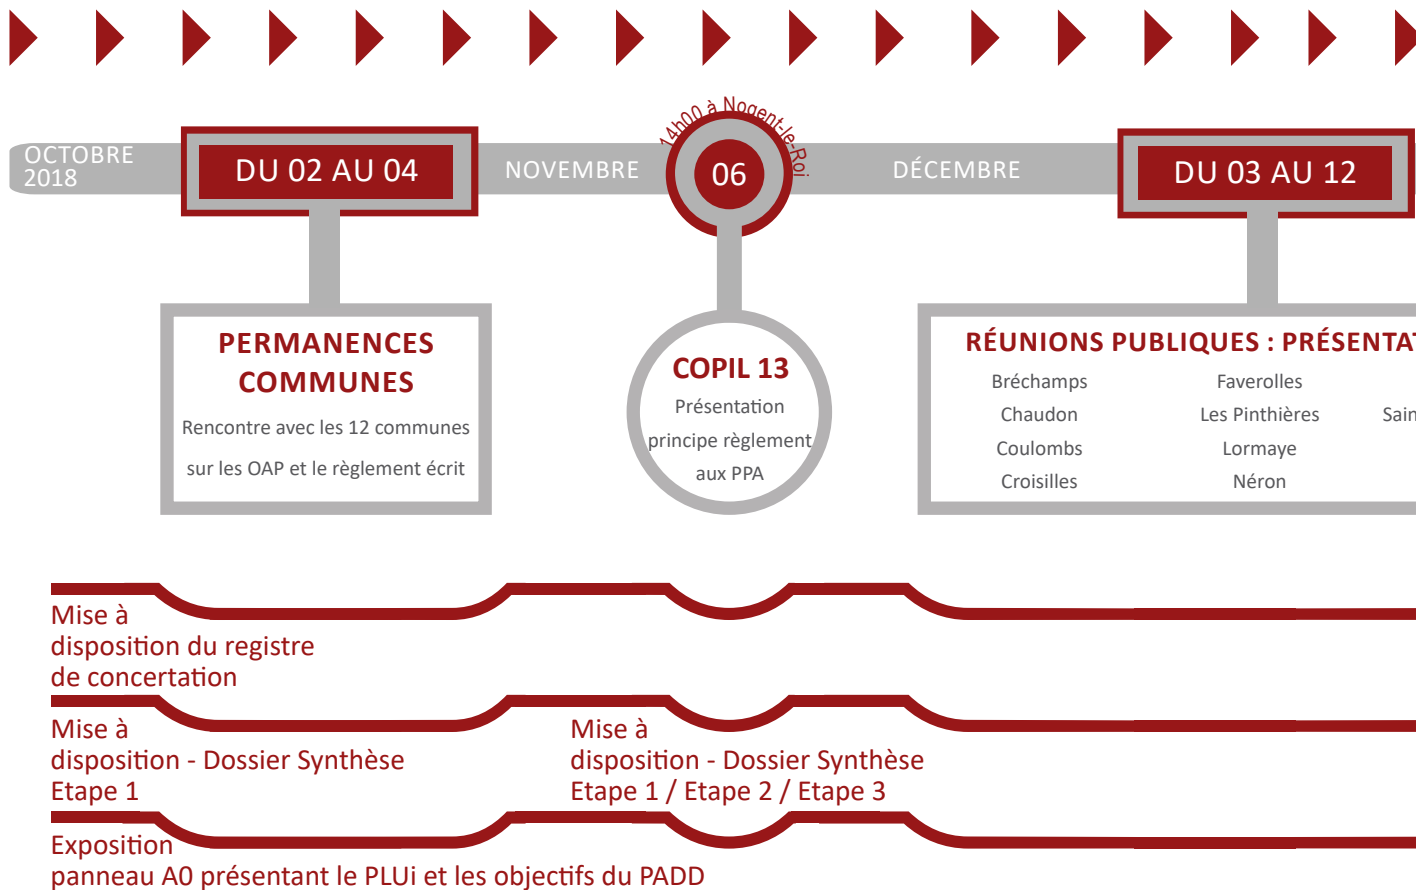 14h00 à Nogent-le-Roi
OCTOBRE
2018
DU 02 AU 04
NOVEMBRE
06
DÉCEMBRE
DU 03 AU 12
PERMANENCES
COMMUNES
Rencontre avec les 12 communes
sur les OAP et le règlement écrit
COPIL 13
Présentation
principe règlement
aux PPA
RÉUNIONS PUBLIQUES :
Bréchamps
Chaudon
Coulombs
Croisilles
Faverolles
Les Pinthières
Lormaye
Néron
Mise à
disposition du registre
de concertation
Mise à
disposition - Dossier Synthèse
Etape 1
Mise à
disposition - Dossier Synthèse
Etape 1 / Etape 2 / Etape 3
Exposition
panneau A0 présentant le PLUi et les objectifs du PADD